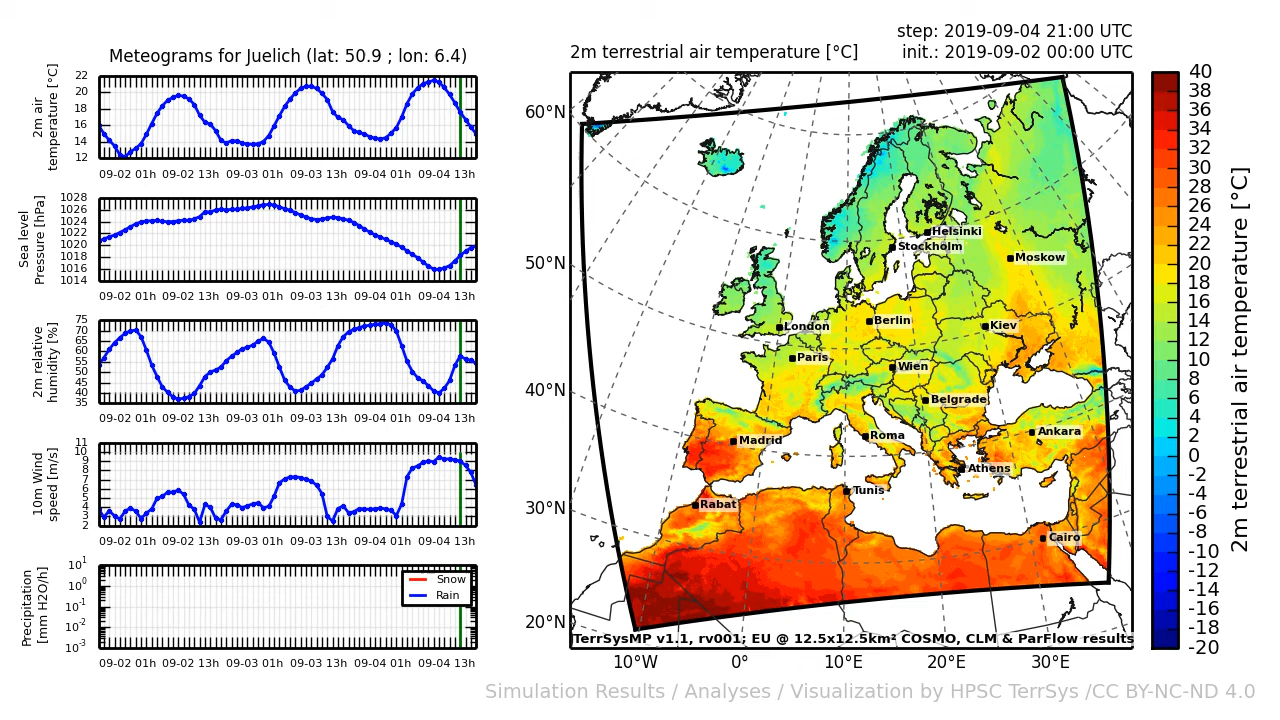 step: 2019-09-04 21:00 UTC
2m terrestrial air temperature [°C]
init.: 2019-09-02 00:00 UTC
Meteograms for Juelich (lat: 50.9 ; lon: 6.4)
2m air
temperature [°C]
22
20
18
16
14
12
09-02 01h 09-02 13h 09-03 01h 09-03 13h 09-04 01h 09-04 13h
Sea level
Pressure [hPa]
1028
1026
1024
1022
1020
1018
1016
1014
09-02 01h 09-02 13h 09-03 01h 09-03 13h 09-04 01h 09-04 13h
2m relative
humidity [%]
75
70
65
60
55
50
45
40
35
09-02 01h 09-02 13h 09-03 01h 09-03 13h 09-04 01h 09-04 13h
10m Wind
speed [m/s]
11
10
9
8
7
6
5
4
3
2
09-02 01h 09-02 13h 09-03 01h 09-03 13h 09-04 01h 09-04 13h
Precipitation
[mm H2O/h]
10¹
10⁰
10⁻¹
10⁻²
10⁻³
Snow
Rain
09-02 01h 09-02 13h 09-03 01h 09-03 13h 09-04 01h 09-04 13h
60°N
50°N
40°N
30°N
20°N
10°W
0°
10°E
20°E
30°E
Helsinki
Stockholm
Moskow
London
Berlin
Kiev
Paris
Wien
Belgrade
Madrid
Roma
Ankara
Athens
Tunis
Rabat
Cairo
TerrSysMP v1.1, rv001; EU @ 12.5x12.5km² COSMO, CLM & ParFlow results
40
38
36
34
32
30
28
26
24
22
20
18
16
14
12
10
8
6
4
2
0
-2
-4
-6
-8
-10
-12
-14
-16
-18
-20
2m terrestrial air temperature [°C]
Simulation Results / Analyses / Visualization by HPSC TerrSys /CC BY-NC-ND 4.0